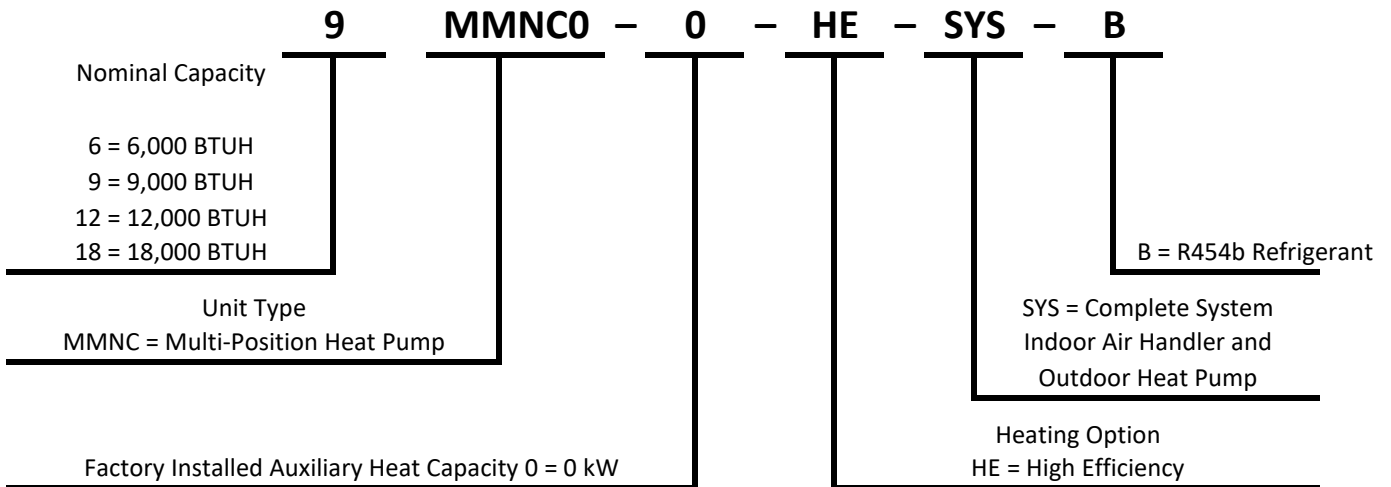 9 MMNC0 – 0 – HE – SYS – B
Nominal Capacity
6 = 6,000 BTUH
9 = 9,000 BTUH
12 = 12,000 BTUH
18 = 18,000 BTUH
B = R454b Refrigerant
Unit Type
MMNC = Multi-Position Heat Pump
SYS = Complete System
Indoor Air Handler and
Outdoor Heat Pump
Factory Installed Auxiliary Heat Capacity 0 = 0 kW
Heating Option
HE = High Efficiency